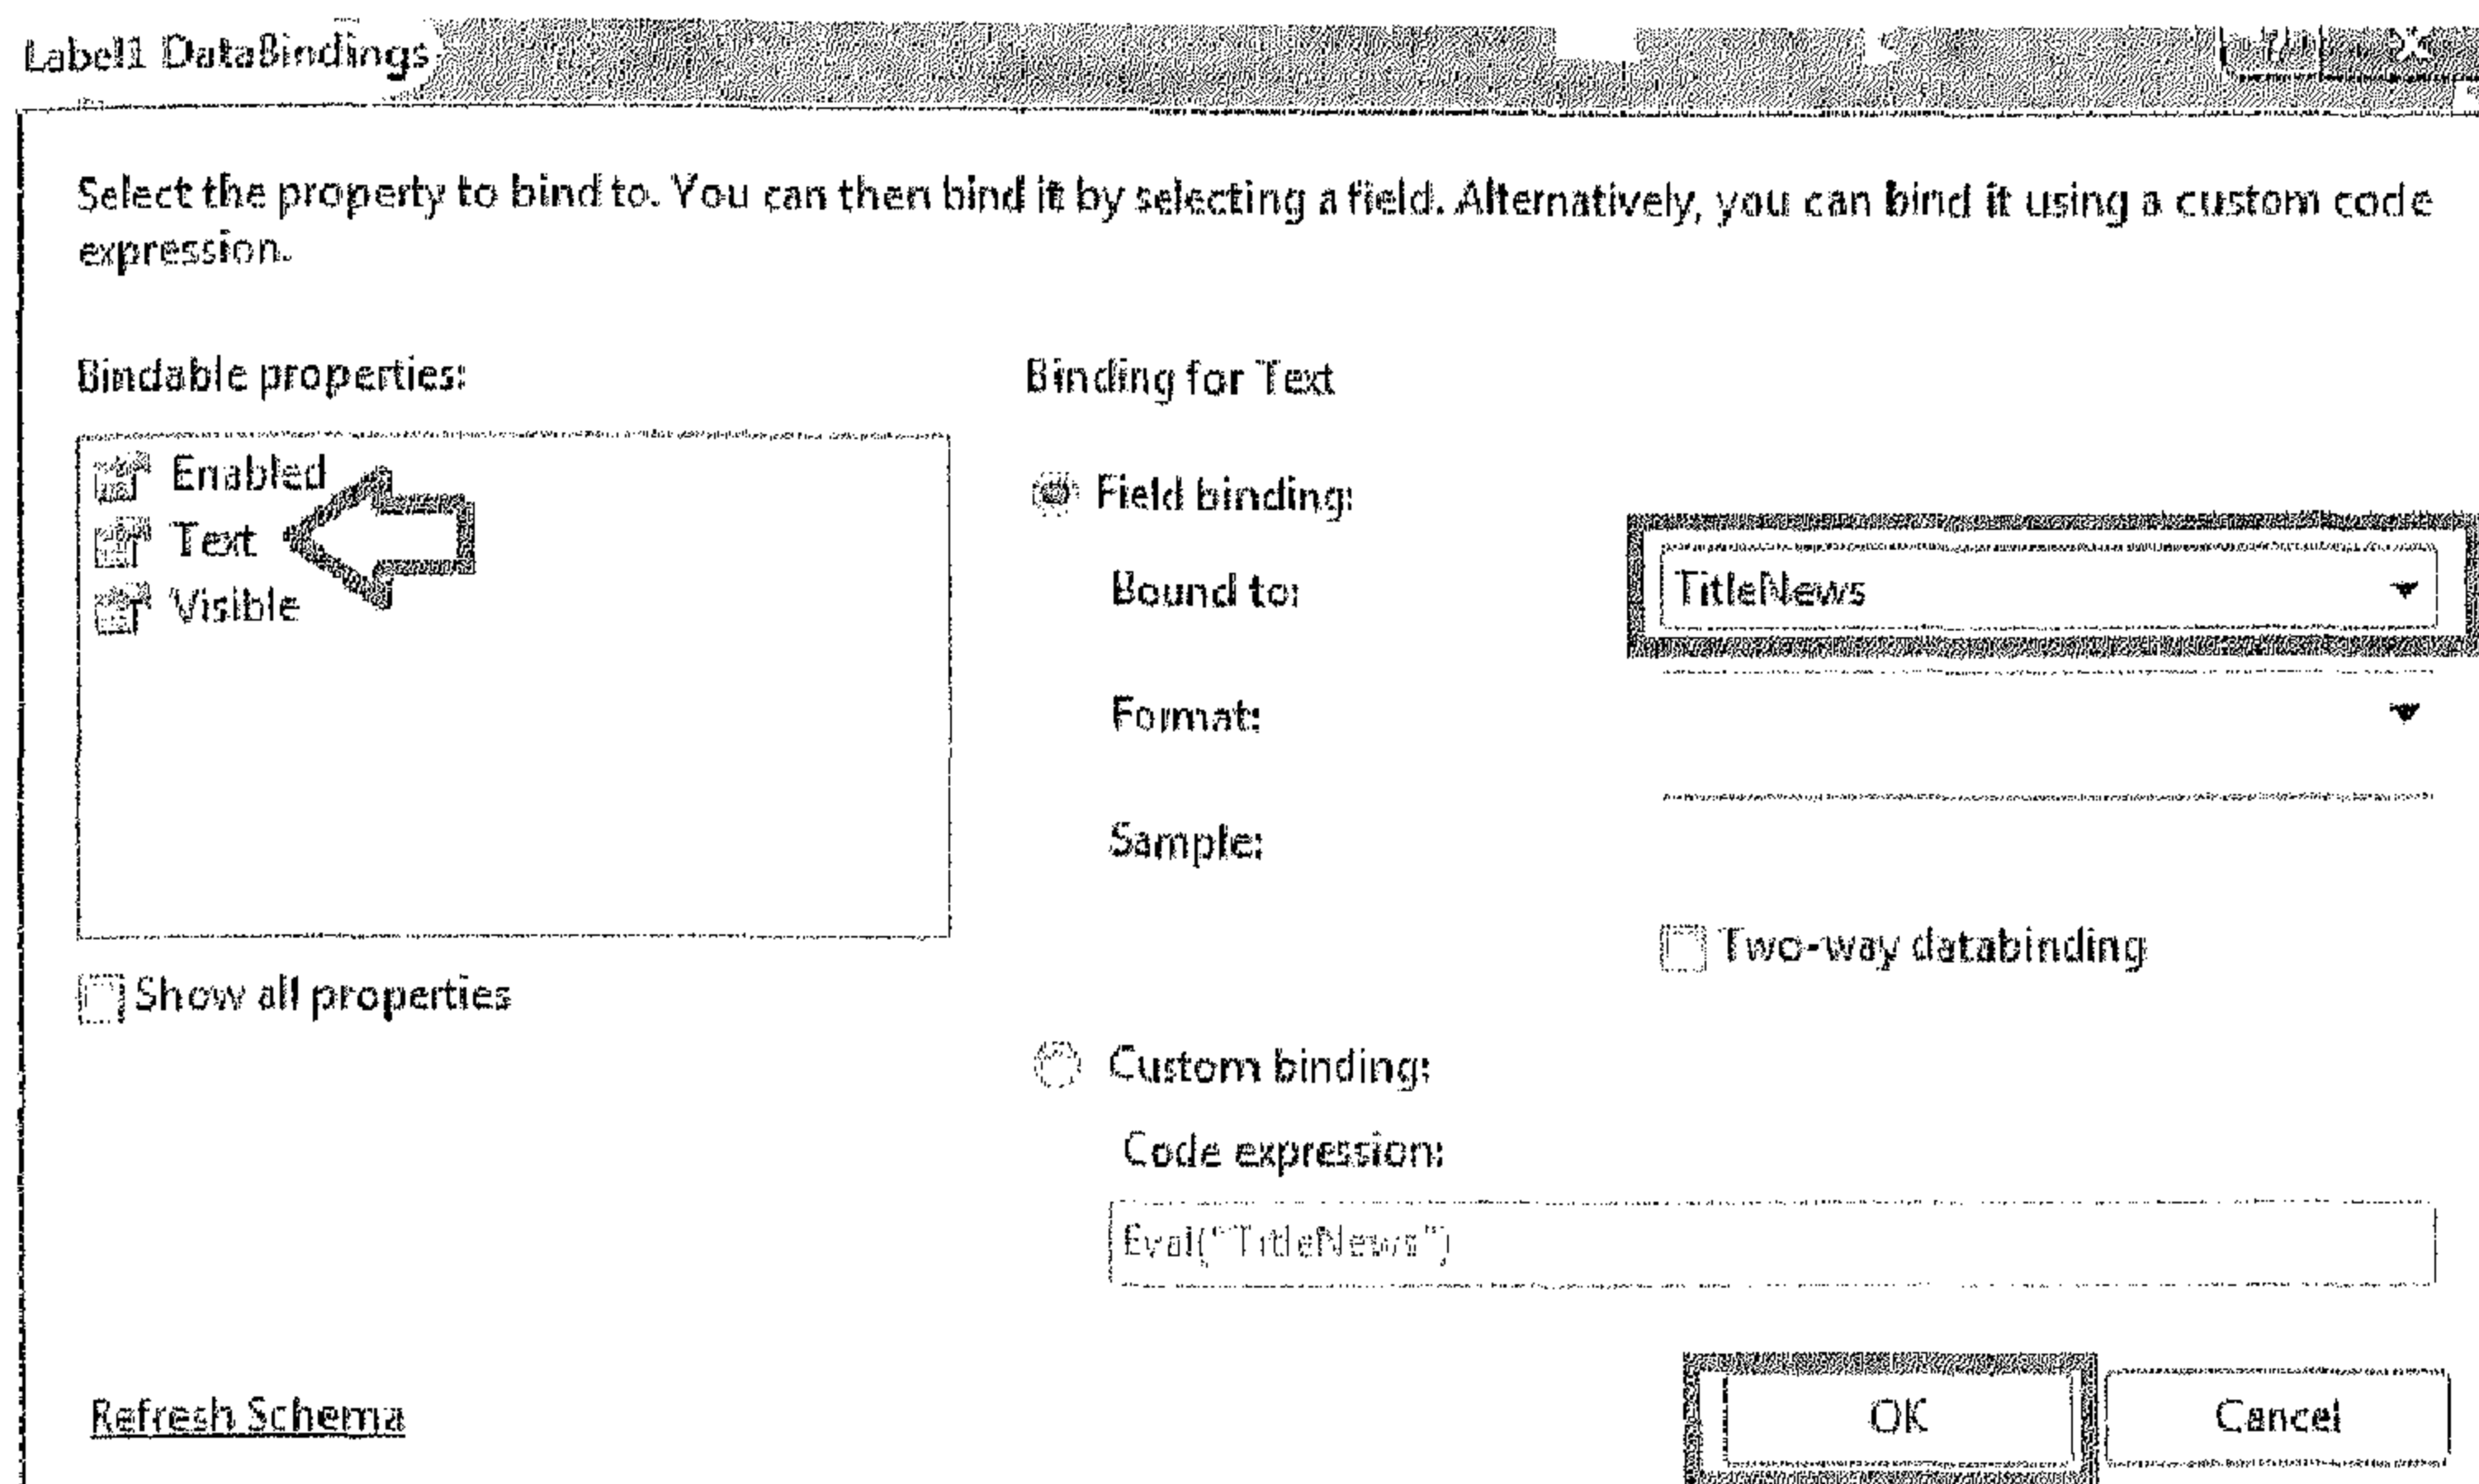 Label1 DataBindings
Select the property to bind to. You can then bind it by selecting a field. Alternatively, you can bind it using a custom code
expression.
Bindable properties:
Binding for Text
Enabled
Text
Visible
Field binding:
Bound to:
TitleNews
Format:
Sample:
Two-way databinding
Show all properties
Custom binding:
Code expression:
Eval("TitleNews")
Refresh Schema
OK
Cancel